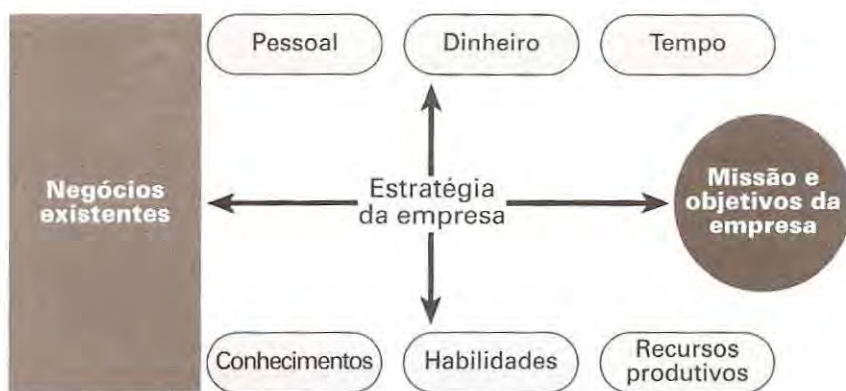 Pessoal
Dinheiro
Tempo
Negócios
existentes
Estratégia
da empresa
Missão e
objetivos da
empresa
Conhecimentos
Habilidades
Recursos
produtivos